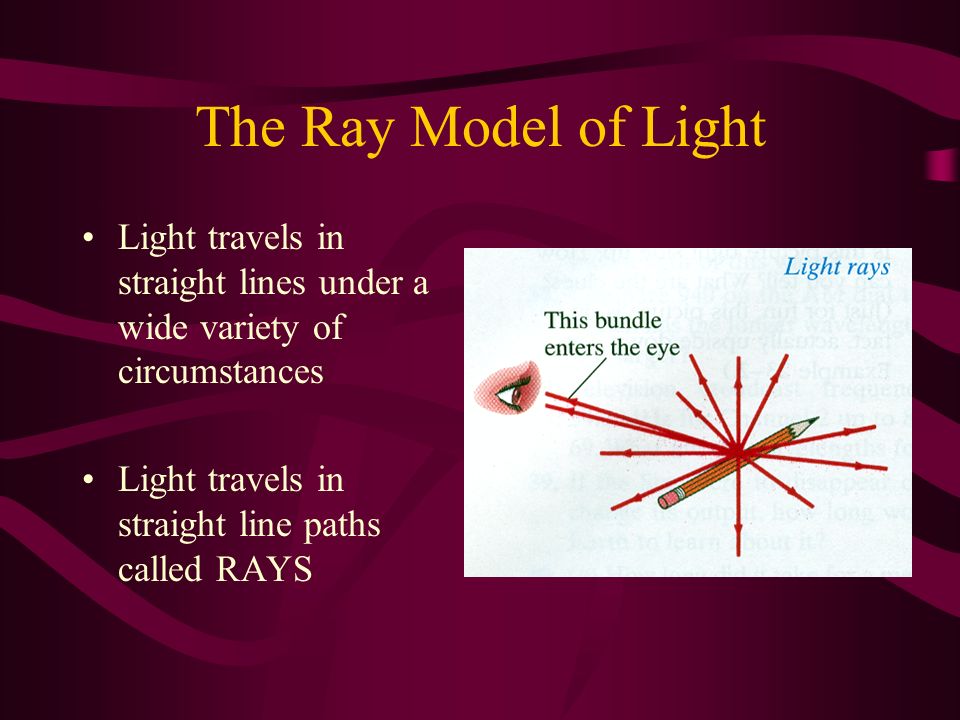 The Ray Model of Light
• Light travels in
straight lines under a
wide variety of
circumstances
• Light travels in
straight line paths
called RAYS
Light rays
This bundle
enters the eye